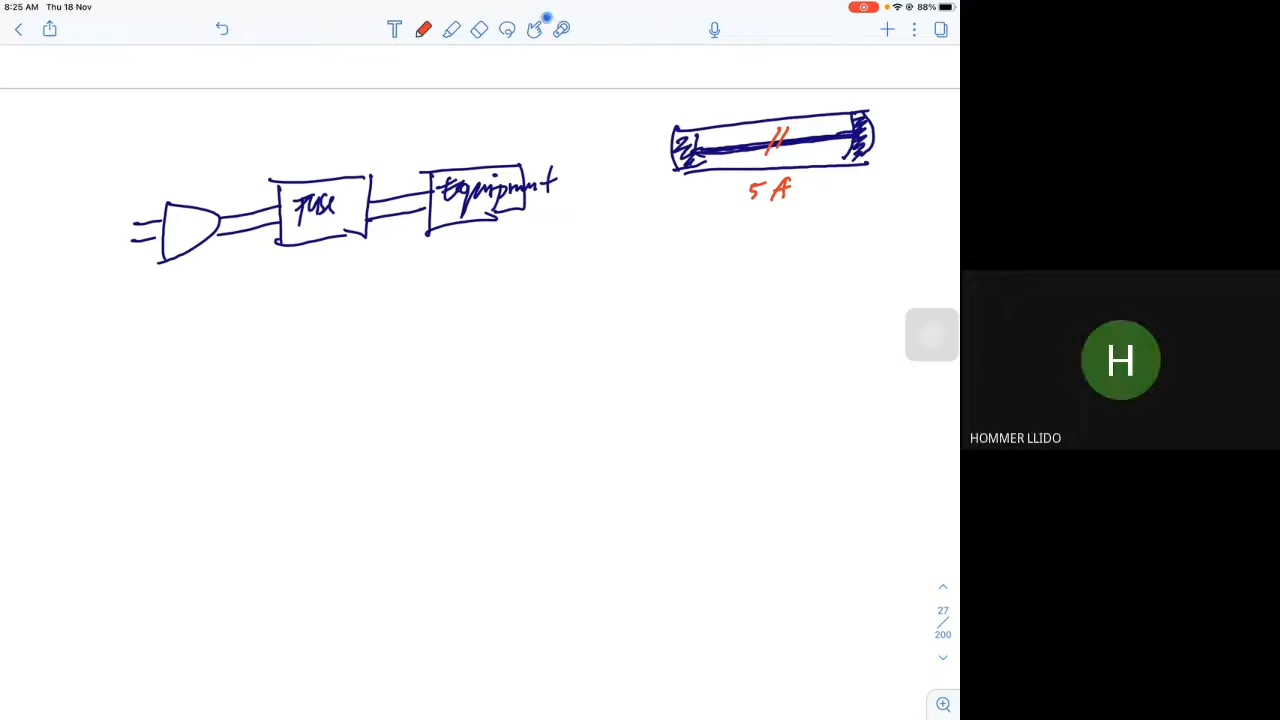 8:25 AM Thu 18 Nov
88%
T
Fuse
Equipment
5 A
27
200
H
HOMMER LLIDO